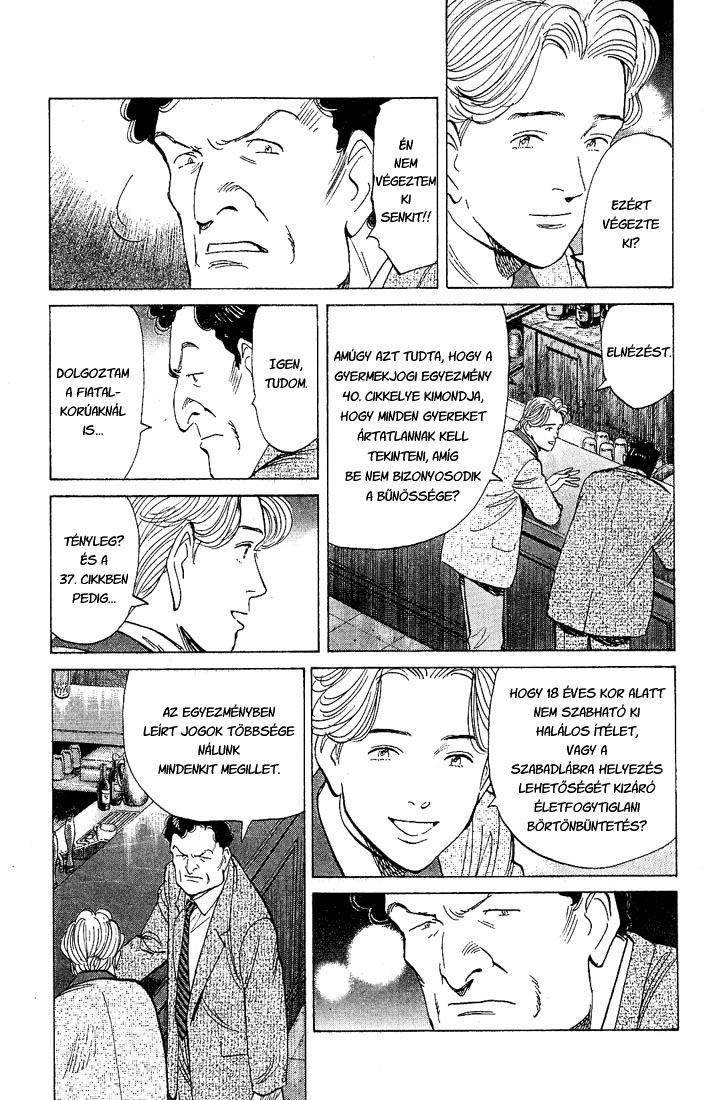 EZÉRT
VÉGEZTE
KI?
ÉN
NEM
VÉGEZTEM
KI
SENKIT!!
ELNÉZÉST.
AMÚGY AZT TUDTA, HOGY A
GYERMEKJOGI EGYEZMÉNY
40. CIKKELYE KIMONDJA,
HOGY MINDEN GYEREKET
ÁRTATLANNAK KELL
TEKINTENI, AMÍG
BE NEM BIZONYOSODIK
A BŰNÖSSÉGE?
IGEN,
TUDOM.
DOLGOZTAM
A FIATAL-
KORÚAKNÁL
IS...
TÉNYLEG?
ÉS A
37. CIKKBEN
PEDIG...
HOGY 18 ÉVES KOR ALATT
NEM SZABHATÓ KI
HALÁLOS ÍTÉLET,
VAGY A
SZABADLÁBRA HELYEZÉS
LEHETŐSÉGÉT KIZÁRÓ
ÉLETFOGYTIGLANI
BÖRTÖNBÜNTETÉS?
AZ EGYEZMÉNYBEN
LEÍRT JOGOK TÖBBSÉGE
NÁLUNK
MINDENKIT MEGILLET.